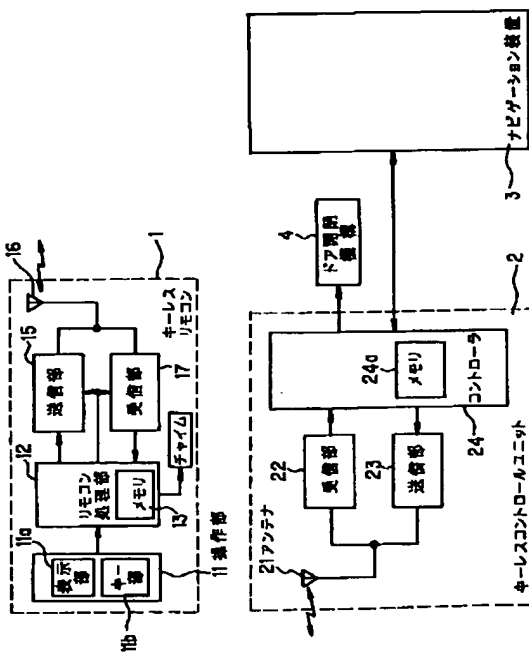 16
1
キーレス
リモコン
15
送信部
17
受信部
12
リモコン
処理部
メモリ
13
チャイム
11a
表示
部
キー
部
11b
11 操作部
3 ナビゲーション装置
4
ドア開閉
機構
2
24a
メモリ
コントローラ
24
22
受信部
23
送信部
21アンテナ
キーレスコントロールユニット